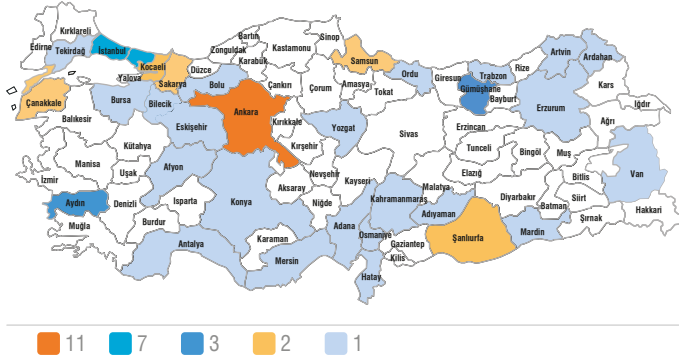 Kırklareli
Edirne
Tekirdağ
İstanbul
Kocaeli
Yalova
Sakarya
Düzce
Zonguldak
Bartın
Karabük
Kastamonu
Sinop
Samsun
Ordu
Giresun
Trabzon
Rize
Artvin
Ardahan
Gümüşhane
Bayburt
Kars
Iğdır
Çanakkale
Balıkesir
Bursa
Bilecik
Bolu
Çankırı
Çorum
Amasya
Tokat
Erzurum
Ağrı
Ankara
Kırıkkale
Eskişehir
Yozgat
Sivas
Erzincan
Tunceli
Bingöl
Muş
Kütahya
Manisa
Uşak
Afyon
Kırşehir
Nevşehir
Kayseri
Elazığ
Bitlis
Van
İzmir
Aydın
Denizli
Isparta
Burdur
Konya
Aksaray
Niğde
Malatya
Kahramanmaraş
Adıyaman
Diyarbakır
Batman
Siirt
Şırnak
Hakkari
Muğla
Antalya
Karaman
Mersin
Adana
Osmaniye
Gaziantep
Kilis
Hatay
Şanlıurfa
Mardin
11 7 3 2 1